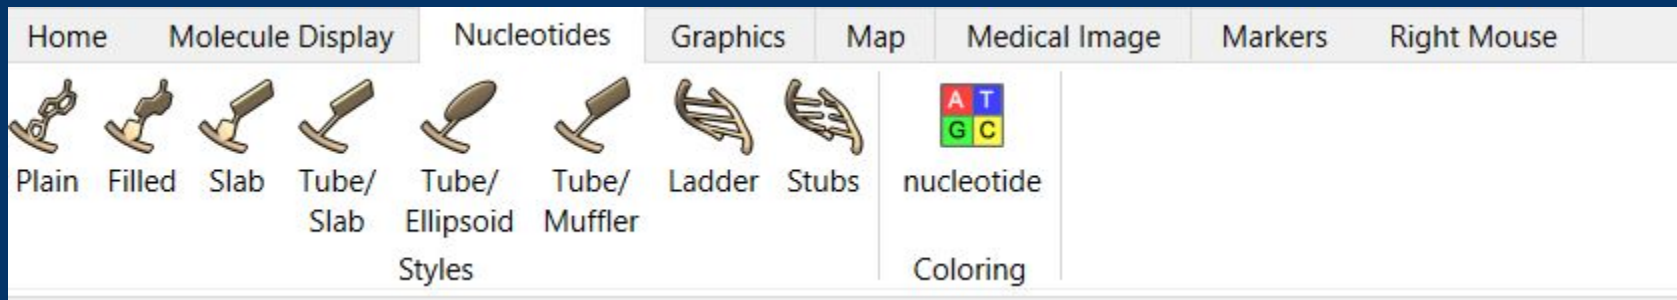 Home Molecule Display Nucleotides Graphics Map Medical Image Markers Right Mouse
A T
G C
Plain Filled Slab Tube/ Tube/ Tube/ Ladder Stubs nucleotide
Slab Ellipsoid Muffler
Styles Coloring